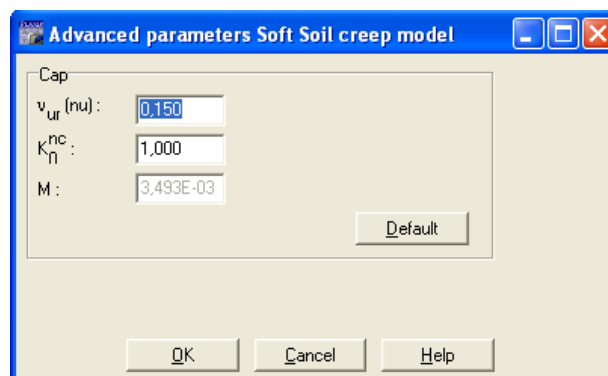 Advanced parameters Soft Soil creep model
Cap
νur (nu) : 0,150
K0nc : 1,000
M : 3,493E-03
Default
OK Cancel Help